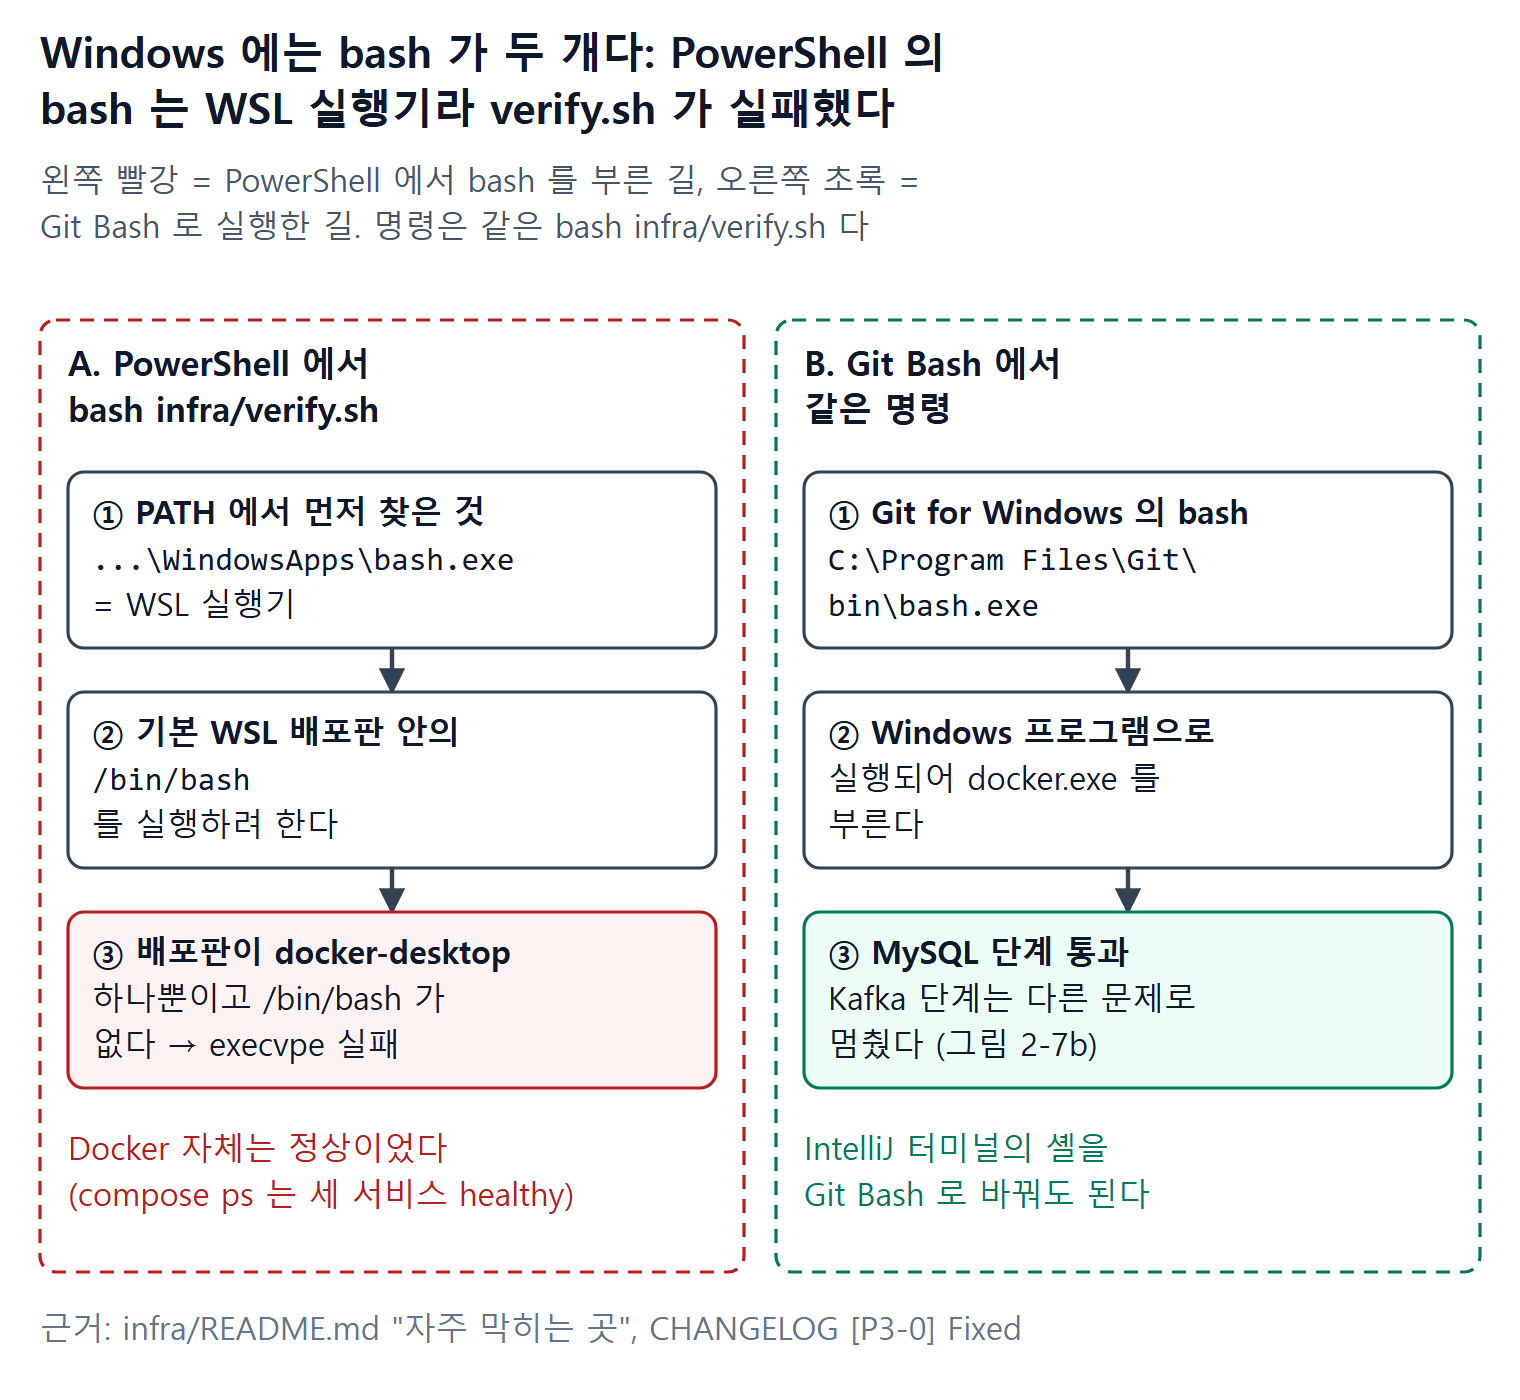 Windows 에는 bash 가 두 개다: PowerShell 의
bash 는 WSL 실행기라 verify.sh 가 실패했다
왼쪽 빨강 = PowerShell 에서 bash 를 부른 길, 오른쪽 초록 =
Git Bash 로 실행한 길. 명령은 같은 bash infra/verify.sh 다
A. PowerShell 에서
bash infra/verify.sh
① PATH 에서 먼저 찾은 것
...\WindowsApps\bash.exe
= WSL 실행기
② 기본 WSL 배포판 안의
/bin/bash
를 실행하려 한다
③ 배포판이 docker-desktop
하나뿐이고 /bin/bash 가
없다 → execvpe 실패
Docker 자체는 정상이었다
(compose ps 는 세 서비스 healthy)
B. Git Bash 에서
같은 명령
① Git for Windows 의 bash
C:\Program Files\Git\
bin\bash.exe
② Windows 프로그램으로
실행되어 docker.exe 를
부른다
③ MySQL 단계 통과
Kafka 단계는 다른 문제로
멈췄다 (그림 2-7b)
IntelliJ 터미널의 셸을
Git Bash 로 바꿔도 된다
근거: infra/README.md "자주 막히는 곳", CHANGELOG [P3-0] Fixed